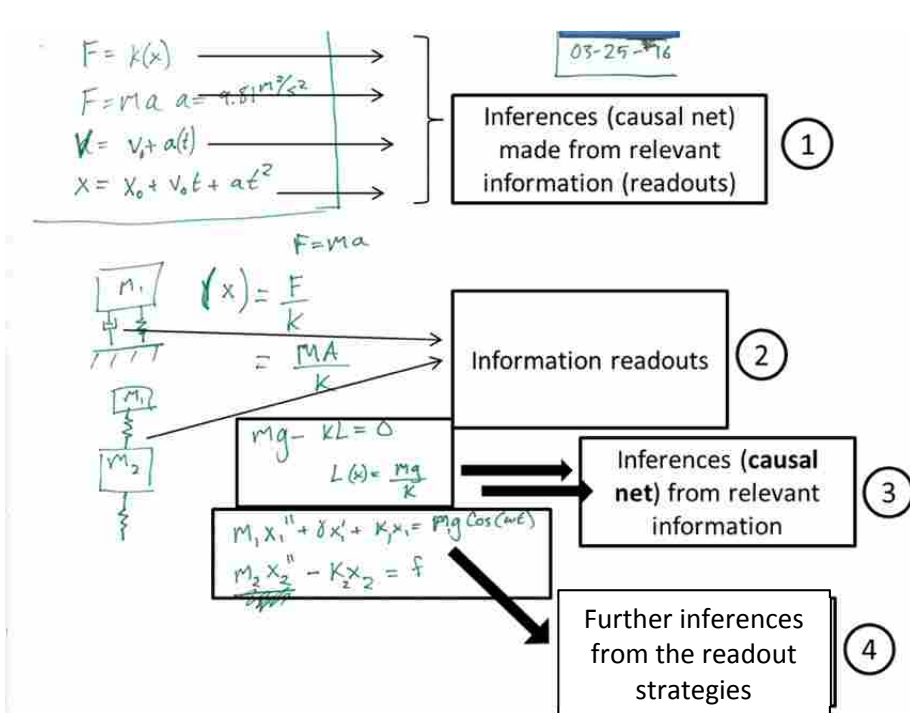 F = k(x)
03-25-16
F = ma a = 9.81 m²/s²
Inferences (causal net)
made from relevant
information (readouts)
1
V = v₀ + a(t)
x = x₀ + v₀t + at²
F = ma
M₁
(x) = F/K
= MA/K
Information readouts
2
M₁
M₂
mg - KL = 0
L(x) = mg/K
Inferences (causal
net) from relevant
information
3
M₁x₁'' + γx₁' + K₁x₁ = mg Cos(ωt)
M₂x₂'' - K₂x₂ = f
Further inferences
from the readout
strategies
4